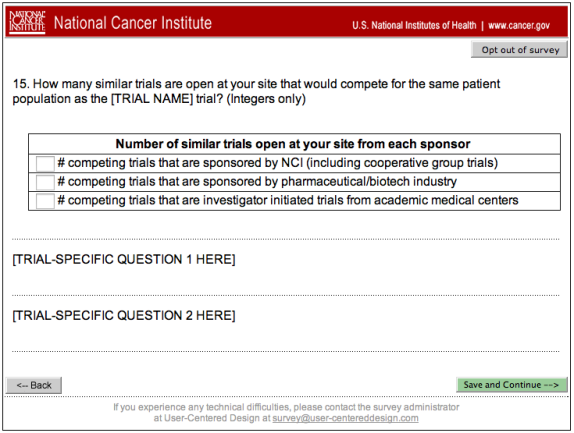 NATIONAL
CANCER
INSTITUTE
National Cancer Institute
U.S. National Institutes of Health | www.cancer.gov
Opt out of survey
15. How many similar trials are open at your site that would compete for the same patient
population as the [TRIAL NAME] trial? (Integers only)
Number of similar trials open at your site from each sponsor
# competing trials that are sponsored by NCI (including cooperative group trials)
# competing trials that are sponsored by pharmaceutical/biotech industry
# competing trials that are investigator initiated trials from academic medical centers
[TRIAL-SPECIFIC QUESTION 1 HERE]
[TRIAL-SPECIFIC QUESTION 2 HERE]
<-- Back
Save and Continue -->
If you experience any technical difficulties, please contact the survey administrator
at User-Centered Design at survey@user-centereddesign.com